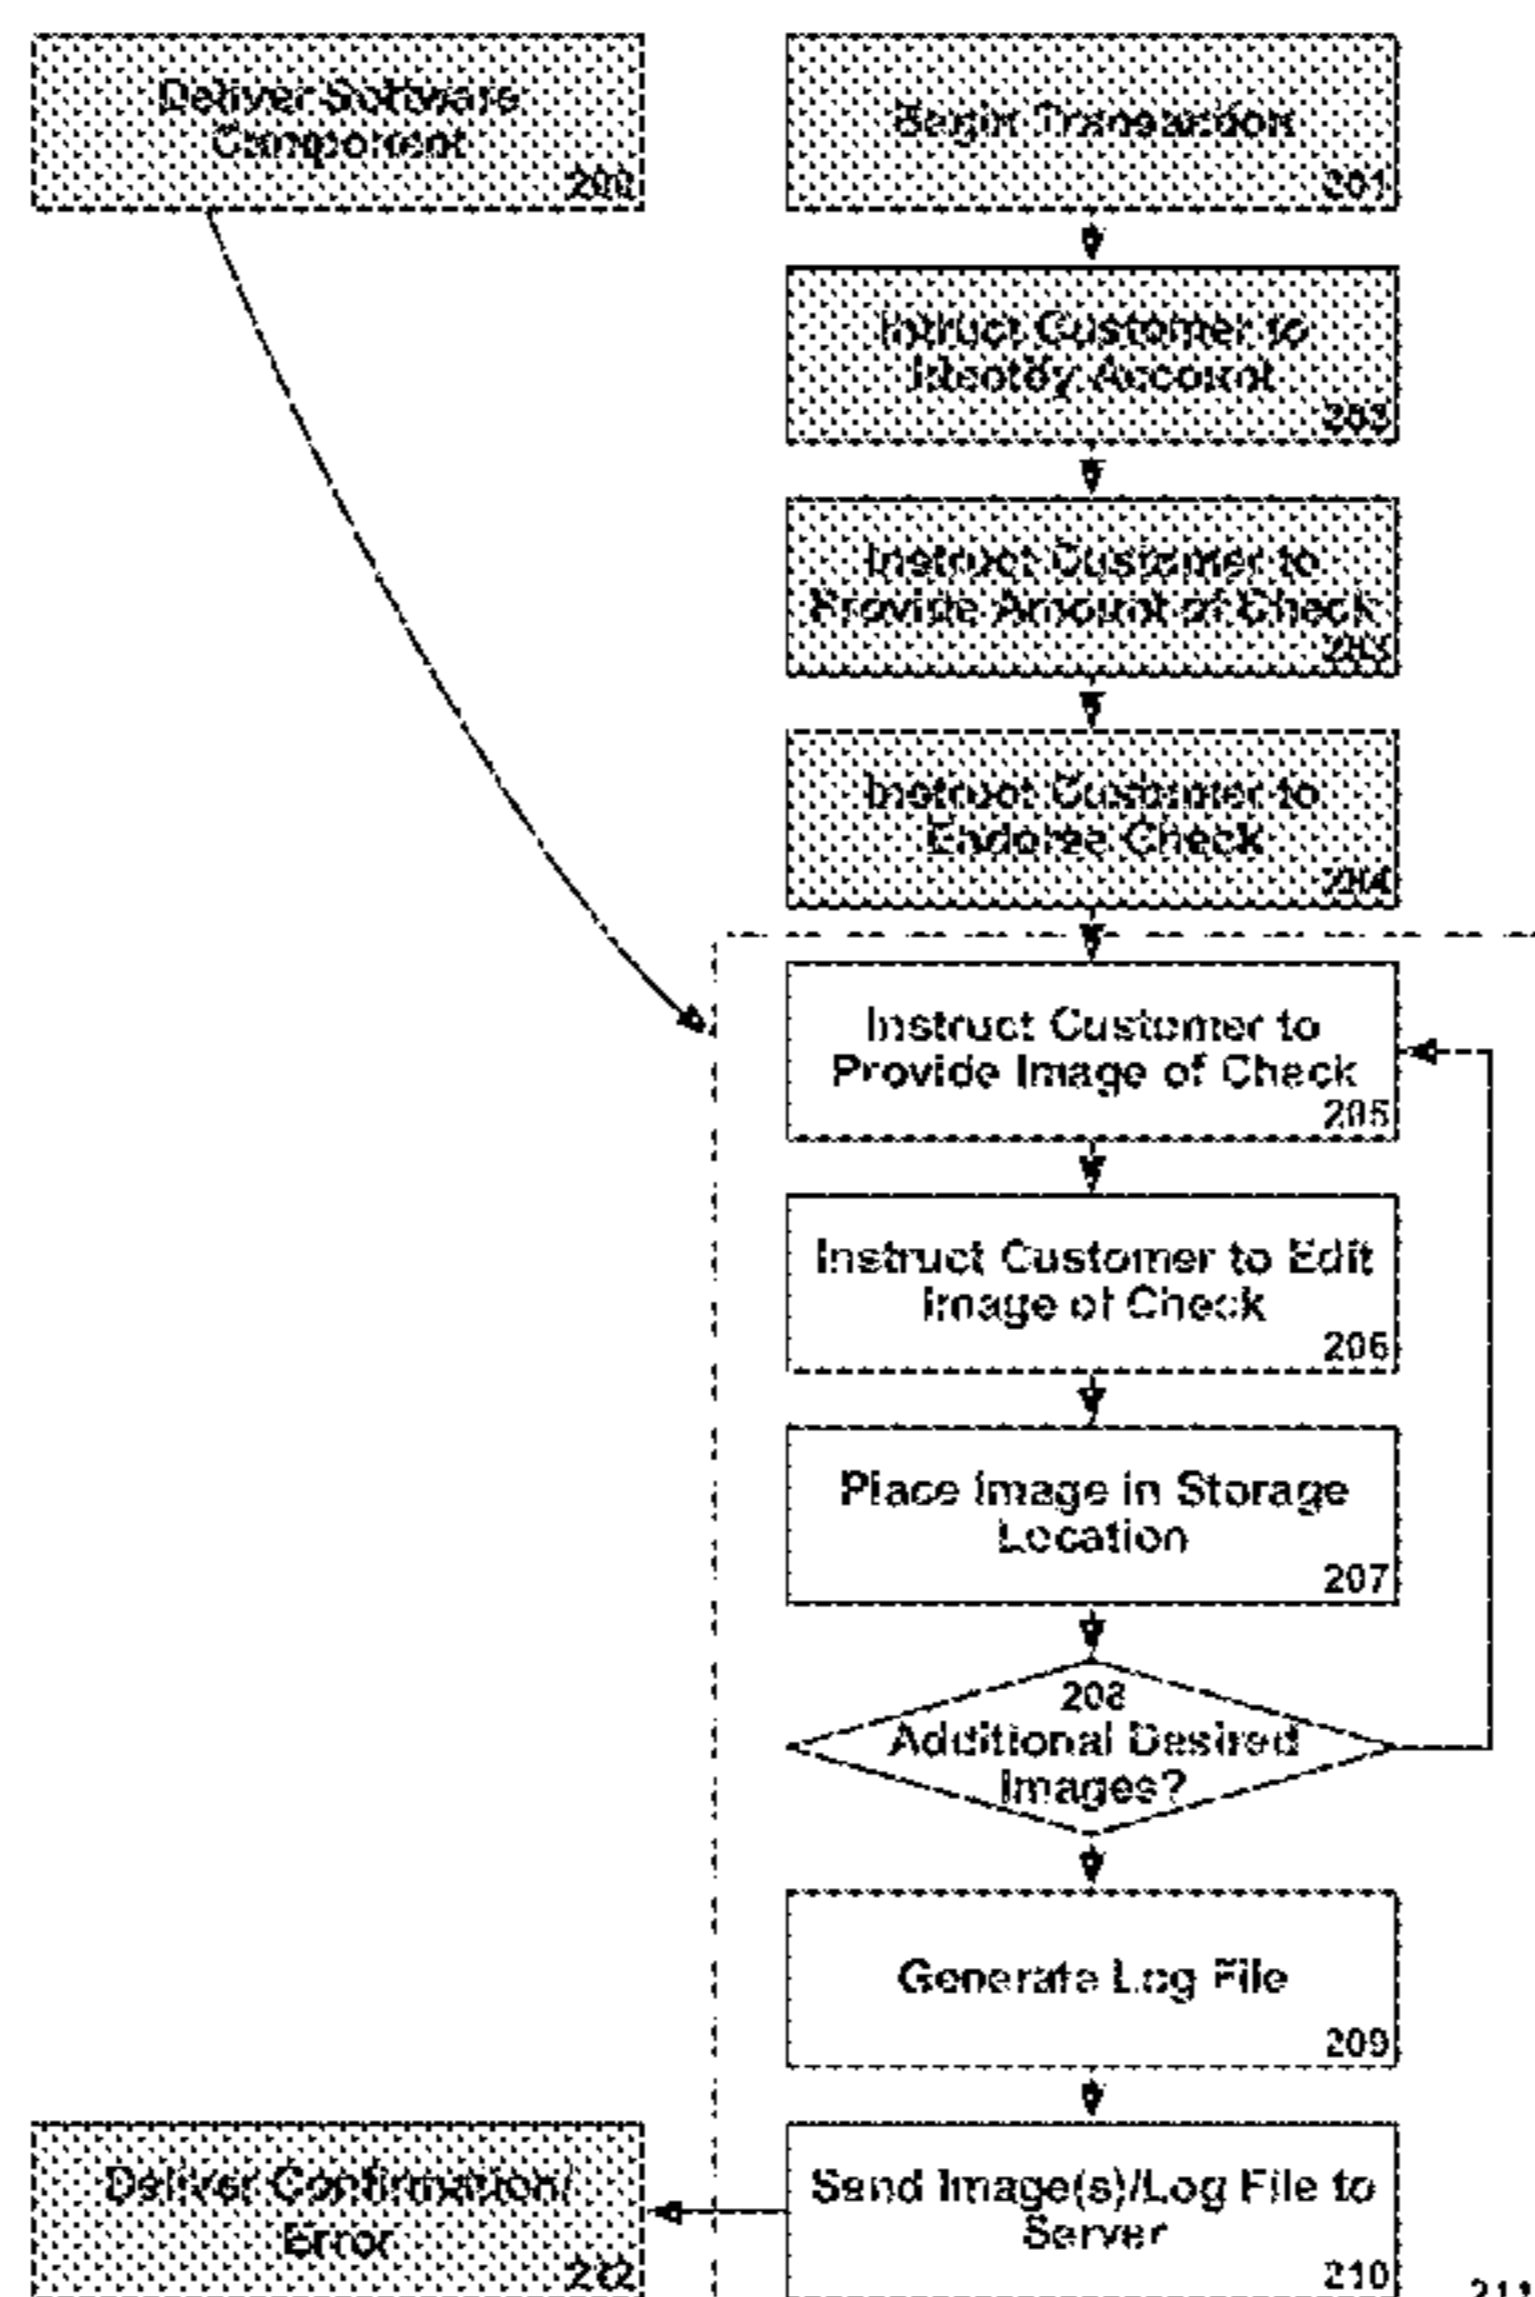 Deliver Software
Component
200
Begin Transaction
201
Intruct Customer to
Identify Account
202
Instruct Customer to
Provide Amount of Check
203
Instruct Customer to
Endorse Check
204
Instruct Customer to
Provide Image of Check
205
Instruct Customer to Edit
Image of Check
206
Place Image in Storage
Location
207
208
Additional Desired
Images?
Generate Log File
209
Send Image(s)/Log File to
Server
210
Deliver Confirmation/
Error
212